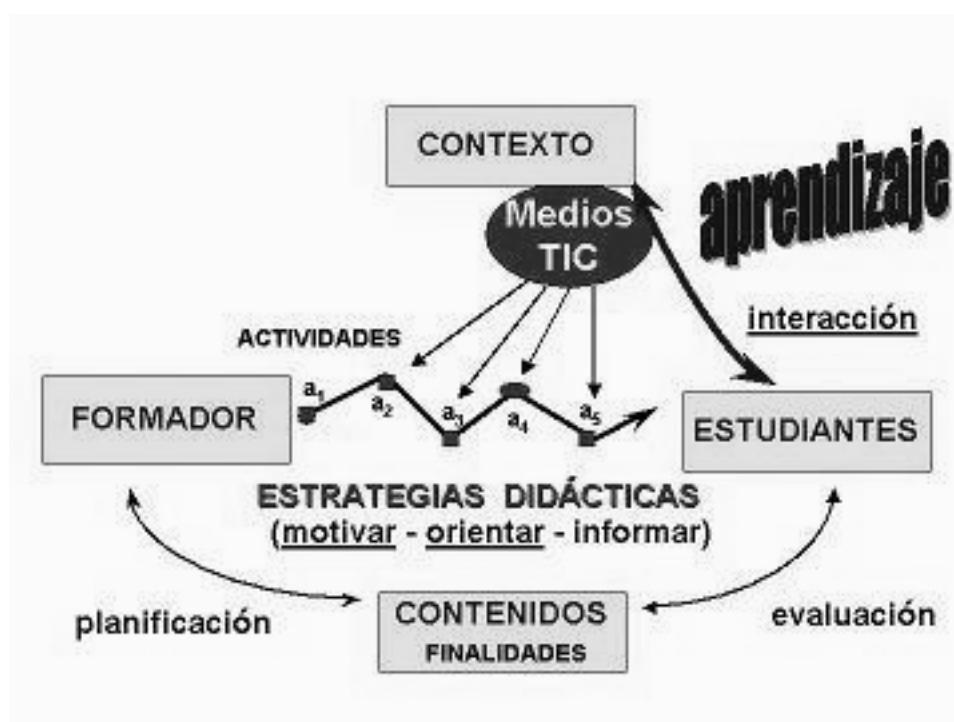 CONTEXTO
aprendizaje
Medios
TIC
interacción
ACTIVIDADES
FORMADOR
a1
a2
a3
a4
a5
ESTUDIANTES
ESTRATEGIAS DIDÁCTICAS
(motivar - orientar - informar)
planificación
CONTENIDOS
FINALIDADES
evaluación